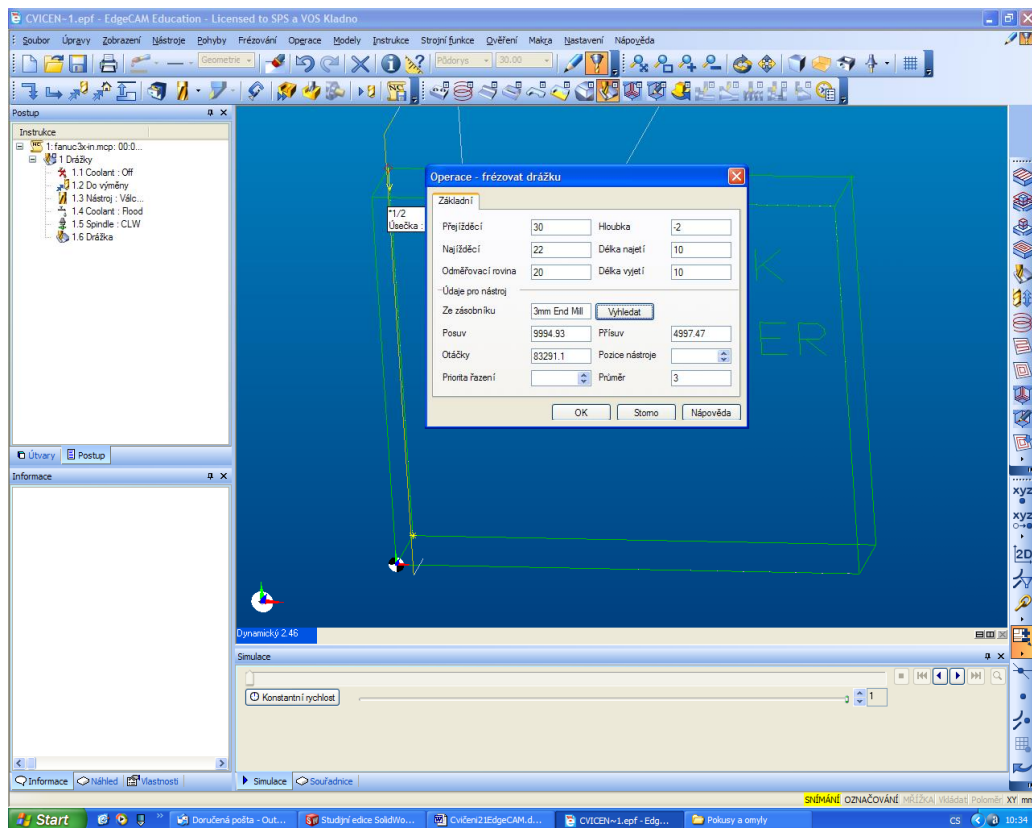 CVICEN~1.epf - EdgeCAM Education - Licensed to SPS a VOS Kladno
Soubor Úpravy Zobrazení Nástroje Pohyby Frézování Operace Modely Instrukce Strojní funkce Ověření Makra Nastavení Nápověda
Geometrie Půdorys 30.00
Postup
Instrukce
1: fanuc3x-in.mcp: 00:0...
1 Drážky
1.1 Coolant : Off
1.2 Do výměny
1.3 Nástroj : Válc...
1.4 Coolant : Flood
1.5 Spindle : CLW
1.6 Drážka
Útvary Postup
Informace
Informace Náhled Vlastnosti
*1/2
Úsečka :
K
ER
Operace - frézovat drážku
Základní
Přejížděcí 30 Hloubka -2
Najížděcí 22 Délka najetí 10
Odměřovací rovina 20 Délka vyjetí 10
Údaje pro nástroj
Ze zásobníku 3mm End Mill Vyhledat
Posuv 9994.93 Přísuv 4997.47
Otáčky 83291.1 Pozice nástroje
Priorita řazení Průměr 3
OK Storno Nápověda
xyz
xyz
2D
Dynamický 2.46
Simulace
Konstantní rychlost 1
Simulace Souřadnice
SNÍMÁNÍ OZNAČOVÁNÍ MŘÍŽKA Vkládat Poloměr XY mm
Start Doručená pošta - Out... Studijní edice SolidWo... Cvičení21EdgeCAM.d... CVICEN~1.epf - Edg... Pokusy a omyly CS 10:34